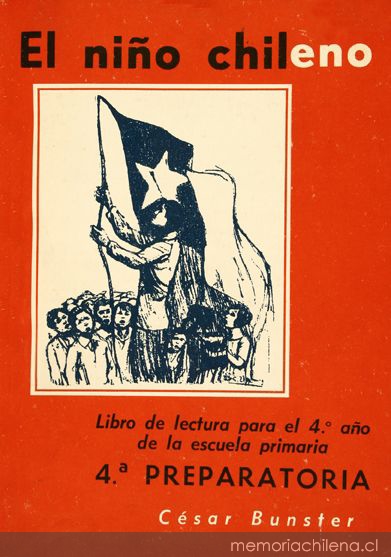 El niño chileno
Libro de lectura para el 4.º año
de la escuela primaria
4.ª PREPARATORIA
César Bunster
memoriachilena.cl